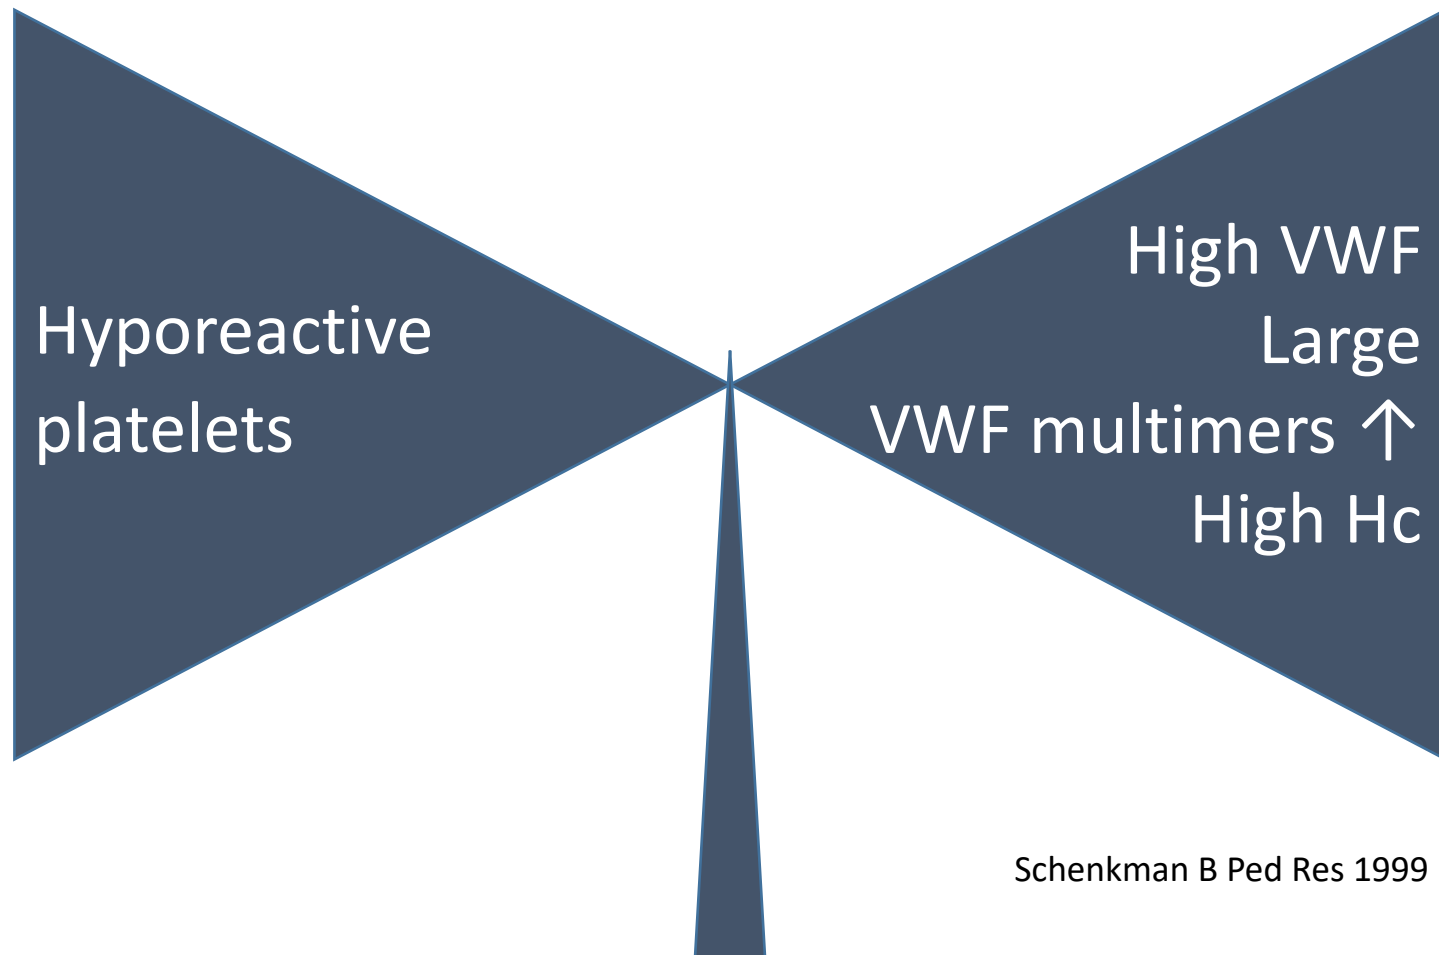 Hyporeactive
platelets
High VWF
Large
VWF multimers ↑
High Hc
Schenkman B Ped Res 1999